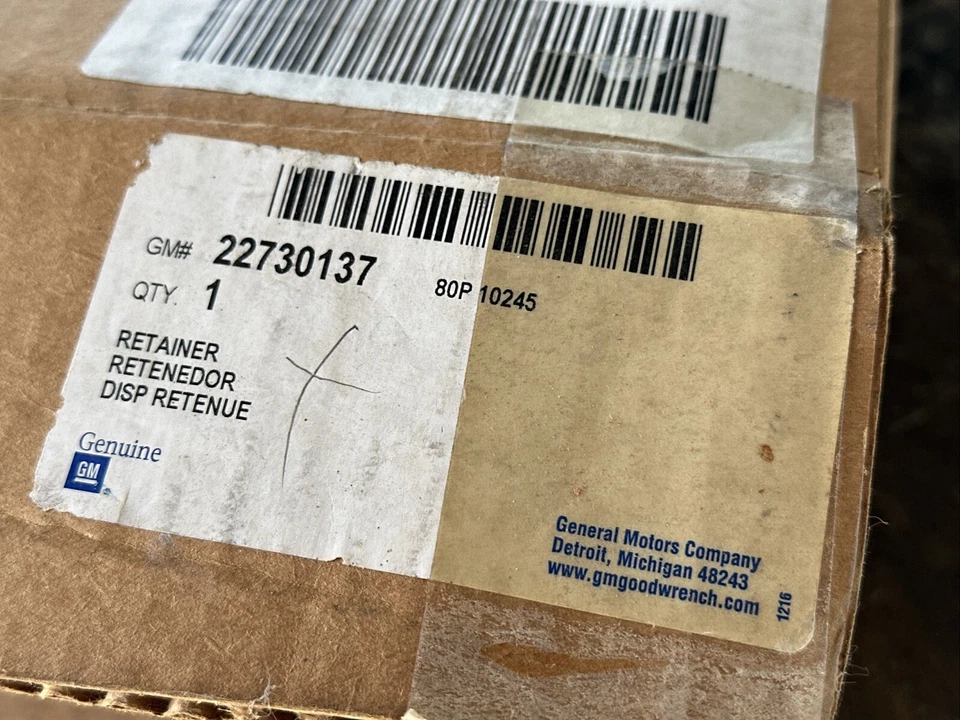 GM# 22730137
QTY. 1
80P 10245
RETAINER
RETENEDOR
DISP RETENUE
Genuine
GM
General Motors Company
Detroit, Michigan 48243
www.gmgoodwrench.com
1216